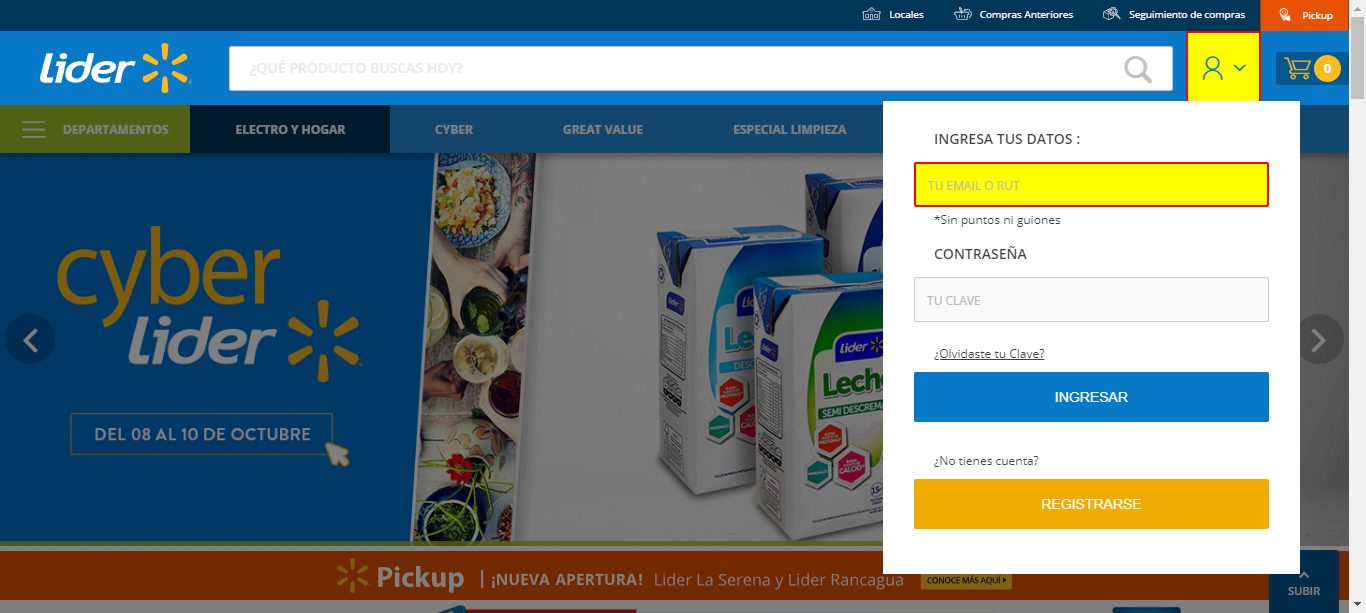 Locales
Compras Anteriores
Seguimiento de compras
Pickup
Lider
¿QUÉ PRODUCTO BUSCAS HOY?
0
DEPARTAMENTOS
ELECTRO Y HOGAR
CYBER
GREAT VALUE
ESPECIAL LIMPIEZA
INGRESA TUS DATOS :
TU EMAIL O RUT
*Sin puntos ni guiones
CONTRASEÑA
TU CLAVE
¿Olvidaste tu Clave?
INGRESAR
¿No tienes cuenta?
REGISTRARSE
cyber
lider
DEL 08 AL 10 DE OCTUBRE
lider
Leche
SEMI DESCREMA
Pickup
| ¡NUEVA APERTURA! Lider La Serena y Lider Rancagua
CONOCE MÁS AQUÍ
SUBIR